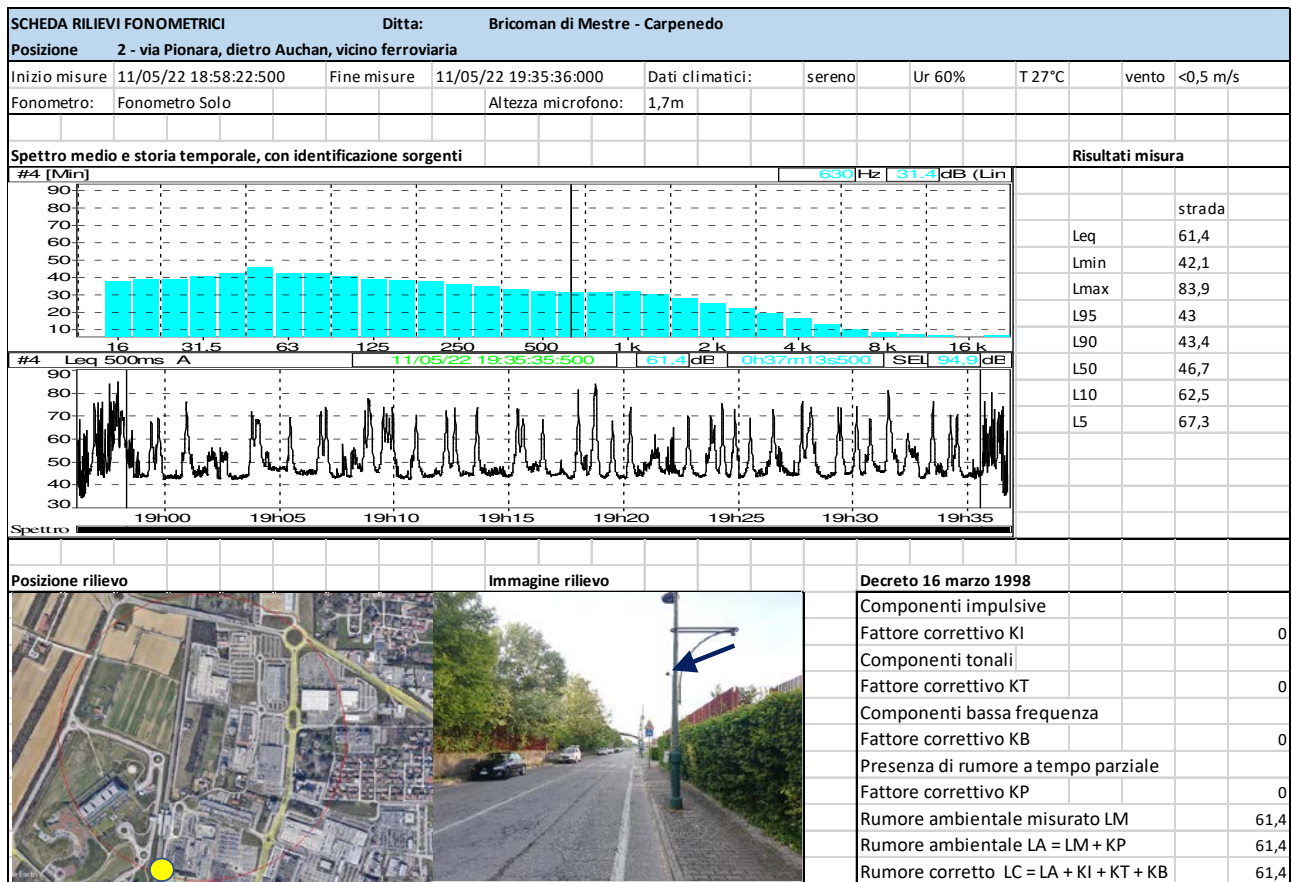 SCHEDA RILIEVI FONOMETRICI Ditta: Bricoman di Mestre - Carpenedo
Posizione 2 - via Pionara, dietro Auchan, vicino ferroviaria
Inizio misure 11/05/22 18:58:22:500 Fine misure 11/05/22 19:35:36:000 Dati climatici: sereno Ur 60% T 27°C vento <0,5 m/s
Fonometro: Fonometro Solo Altezza microfono: 1,7m
Spettro medio e storia temporale, con identificazione sorgenti Risultati misura
#4 [Min] 630 Hz 31.4 dB (Lin
90
80
70
60
50
40
30
20
10
16 31.5 63 125 250 500 1 k 2 k 4 k 8 k 16 k
#4 Leq 500ms A 11/05/22 19:35:35:500 61,4 dB 0h37m13s500 SEL 94,9 dB
90
80
70
60
50
40
30
19h00 19h05 19h10 19h15 19h20 19h25 19h30 19h35
Spettro
strada
Leq 61,4
Lmin 42,1
Lmax 83,9
L95 43
L90 43,4
L50 46,7
L10 62,5
L5 67,3
Posizione rilievo Immagine rilievo Decreto 16 marzo 1998
Componenti impulsive
Fattore correttivo KI 0
Componenti tonali
Fattore correttivo KT 0
Componenti bassa frequenza
Fattore correttivo KB 0
Presenza di rumore a tempo parziale
Fattore correttivo KP 0
Rumore ambientale misurato LM 61,4
Rumore ambientale LA = LM + KP 61,4
Rumore corretto LC = LA + KI + KT + KB 61,4